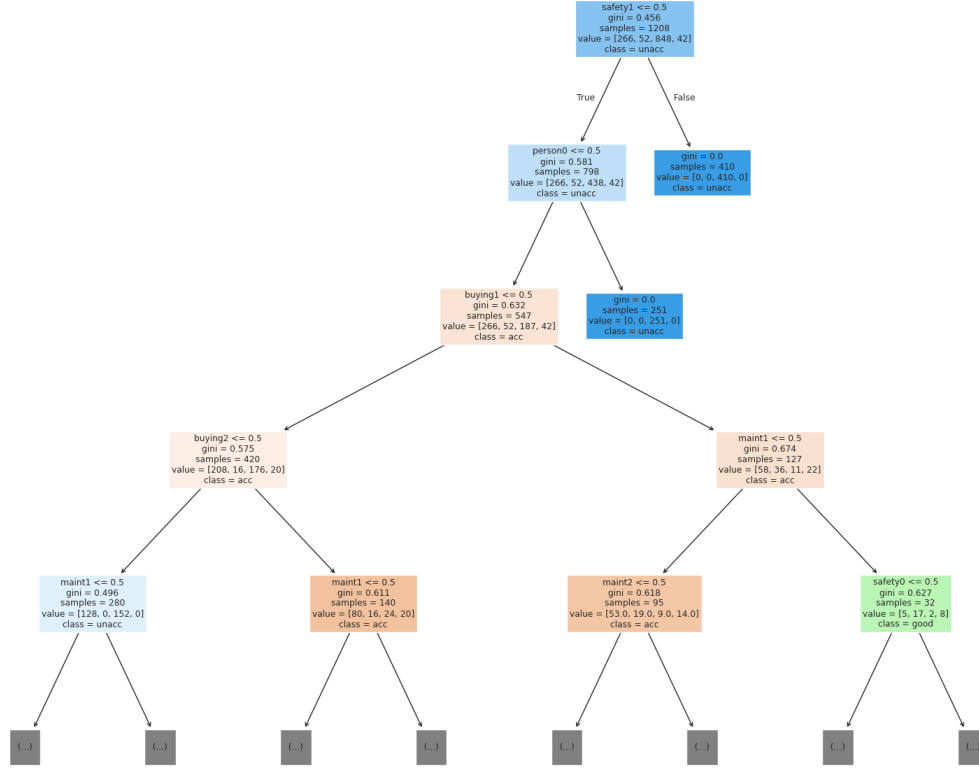 safety1 <= 0.5
gini = 0.456
samples = 1208
value = [266, 52, 848, 42]
class = unacc
True
False
person0 <= 0.5
gini = 0.581
samples = 798
value = [266, 52, 438, 42]
class = unacc
gini = 0.0
samples = 410
value = [0, 0, 410, 0]
class = unacc
buying1 <= 0.5
gini = 0.632
samples = 547
value = [266, 52, 187, 42]
class = acc
gini = 0.0
samples = 251
value = [0, 0, 251, 0]
class = unacc
buying2 <= 0.5
gini = 0.575
samples = 420
value = [208, 16, 176, 20]
class = acc
maint1 <= 0.5
gini = 0.674
samples = 127
value = [58, 36, 11, 22]
class = acc
maint1 <= 0.5
gini = 0.496
samples = 280
value = [128, 0, 152, 0]
class = unacc
maint1 <= 0.5
gini = 0.611
samples = 140
value = [80, 16, 24, 20]
class = acc
maint2 <= 0.5
gini = 0.618
samples = 95
value = [53.0, 19.0, 9.0, 14.0]
class = acc
safety0 <= 0.5
gini = 0.627
samples = 32
value = [5, 17, 2, 8]
class = good
(...)
(...)
(...)
(...)
(...)
(...)
(...)
(...)